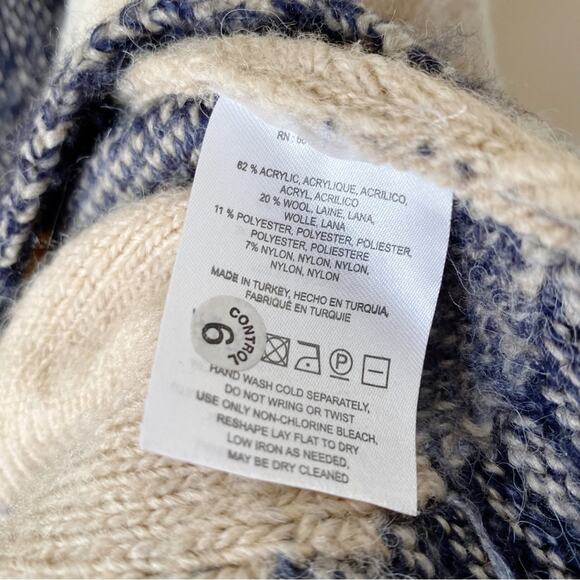 RN :
62 % ACRYLIC, ACRYLIQUE, ACRILICO,
ACRYL, ACRILICO
20 % WOOL, LAINE, LANA,
WOLLE, LANA
11 % POLYESTER, POLYESTER, POLIESTER,
POLYESTER, POLIESTERE
7% NYLON, NYLON, NYLON,
NYLON, NYLON
MADE IN TURKEY, HECHO EN TURQUIA,
FABRIQUÉ EN TURQUIE
CONTROL
P
HAND WASH COLD SEPARATELY,
DO NOT WRING OR TWIST
USE ONLY NON-CHLORINE BLEACH.
RESHAPE LAY FLAT TO DRY
LOW IRON AS NEEDED,
MAY BE DRY CLEANED